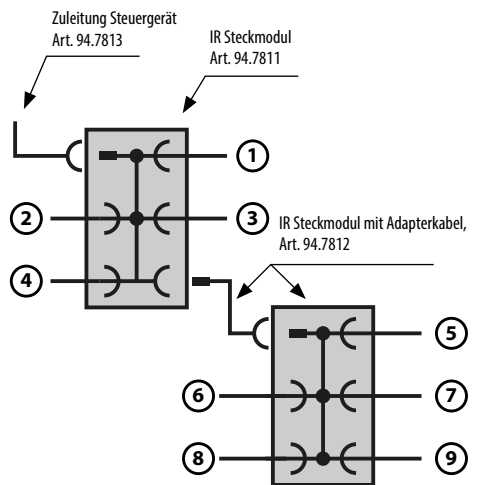 Zuleitung Steuergerät
Art. 94.7813
IR Steckmodul
Art. 94.7811
1
2
3
IR Steckmodul mit Adapterkabel,
Art. 94.7812
4
5
6
7
8
9